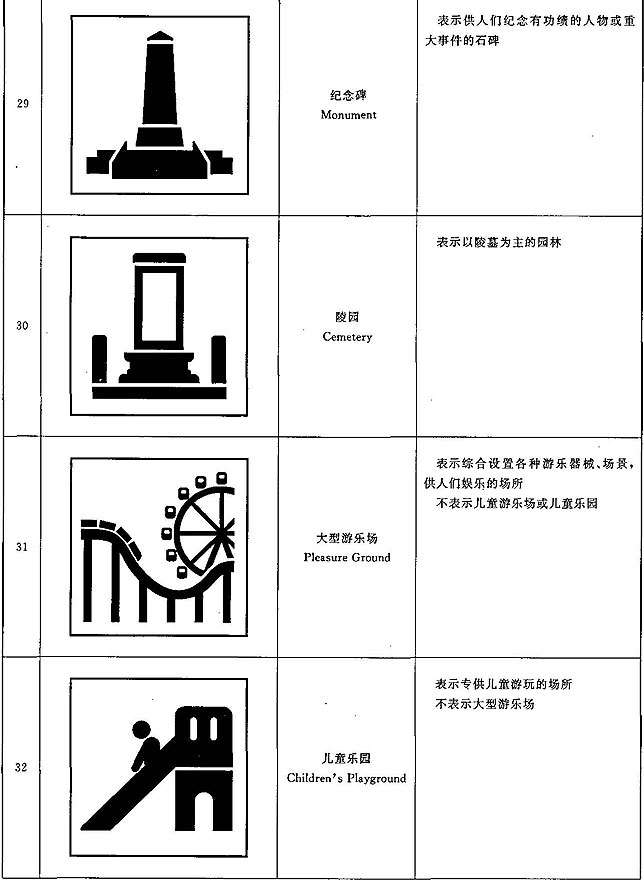 29
纪念碑
Monument
表示供人们纪念有功绩的人物或重
大事件的石碑
30
陵园
Cemetery
表示以陵墓为主的园林
31
大型游乐场
Pleasure Ground
表示综合设置各种游乐器械、场景,
供人们娱乐的场所
不表示儿童游乐场或儿童乐园
32
儿童乐园
Children's Playground
表示专供儿童游玩的场所
不表示大型游乐场